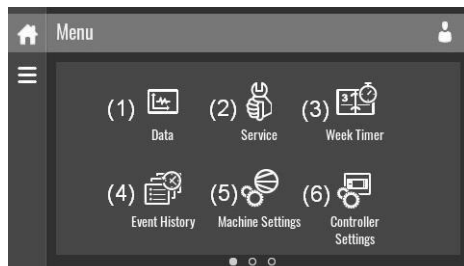 Menu
(1) (2) (3)
Data Service Week Timer
(4) (5) (6)
Event History Machine Settings Controller
Settings